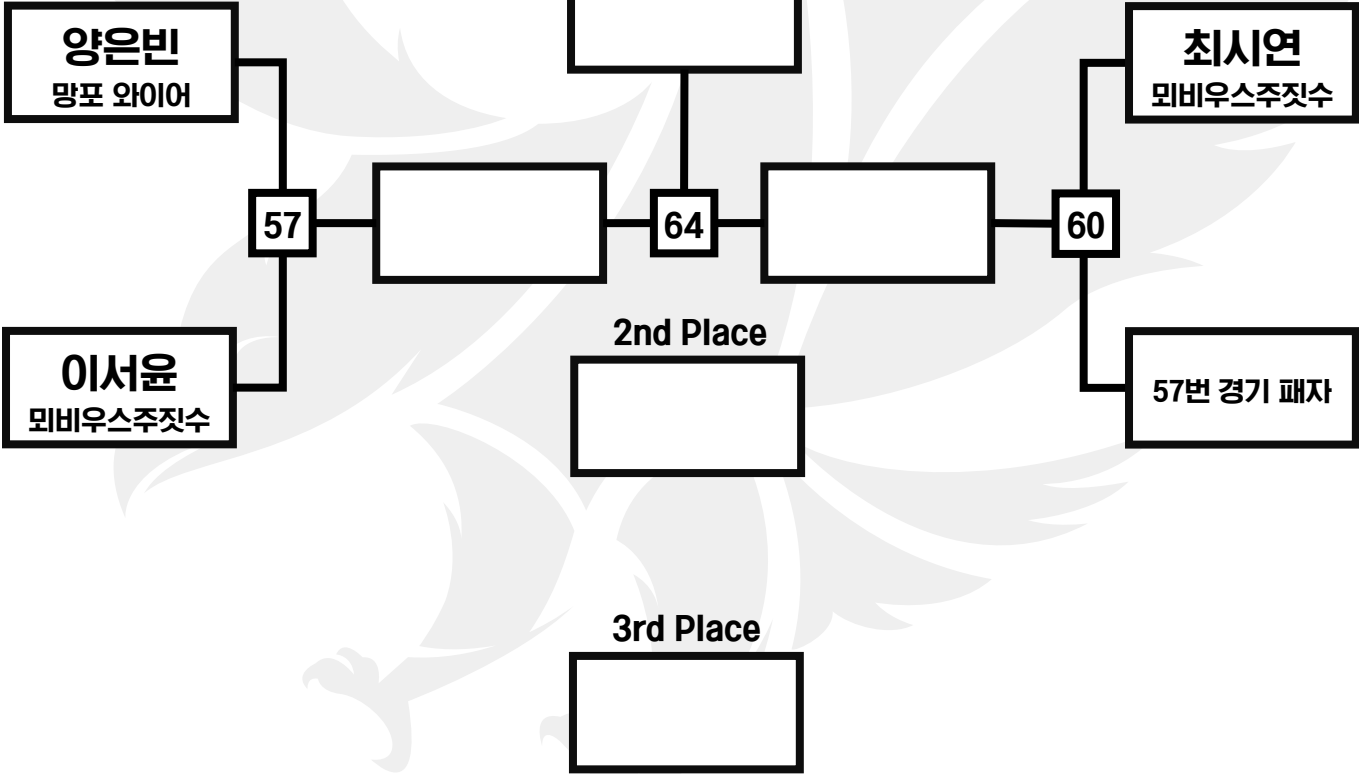 양은빈
망포 와이어
최시연
뫼비우스주짓수
57
64
60
2nd Place
이서윤
뫼비우스주짓수
57번 경기 패자
3rd Place